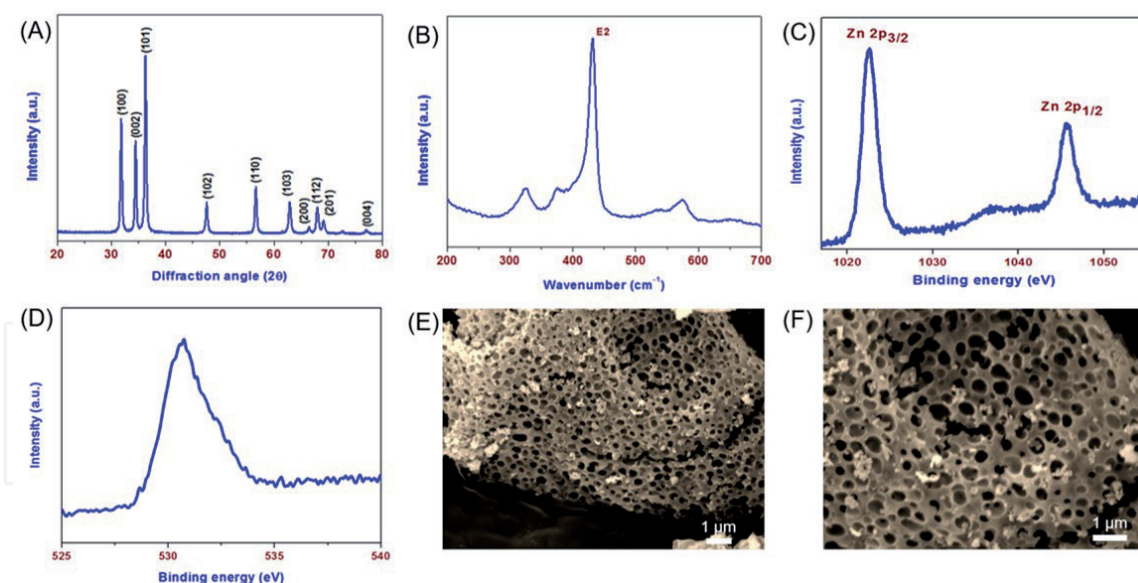 (A)
Intensity (a.u.)
(100)
(002)
(101)
(102)
(110)
(103)
(200)
(112)
(201)
(004)
20 30 40 50 60 70 80
Diffraction angle (2θ)
(B)
Intensity (a.u.)
E2
200 300 400 500 600 700
Wavenumber (cm⁻¹)
(C)
Intensity (a.u.)
Zn 2p3/2
Zn 2p1/2
1020 1030 1040 1050
Binding energy (eV)
(D)
Intensity (a.u.)
525 530 535 540
Binding energy (eV)
(E)
1 μm
(F)
1 μm